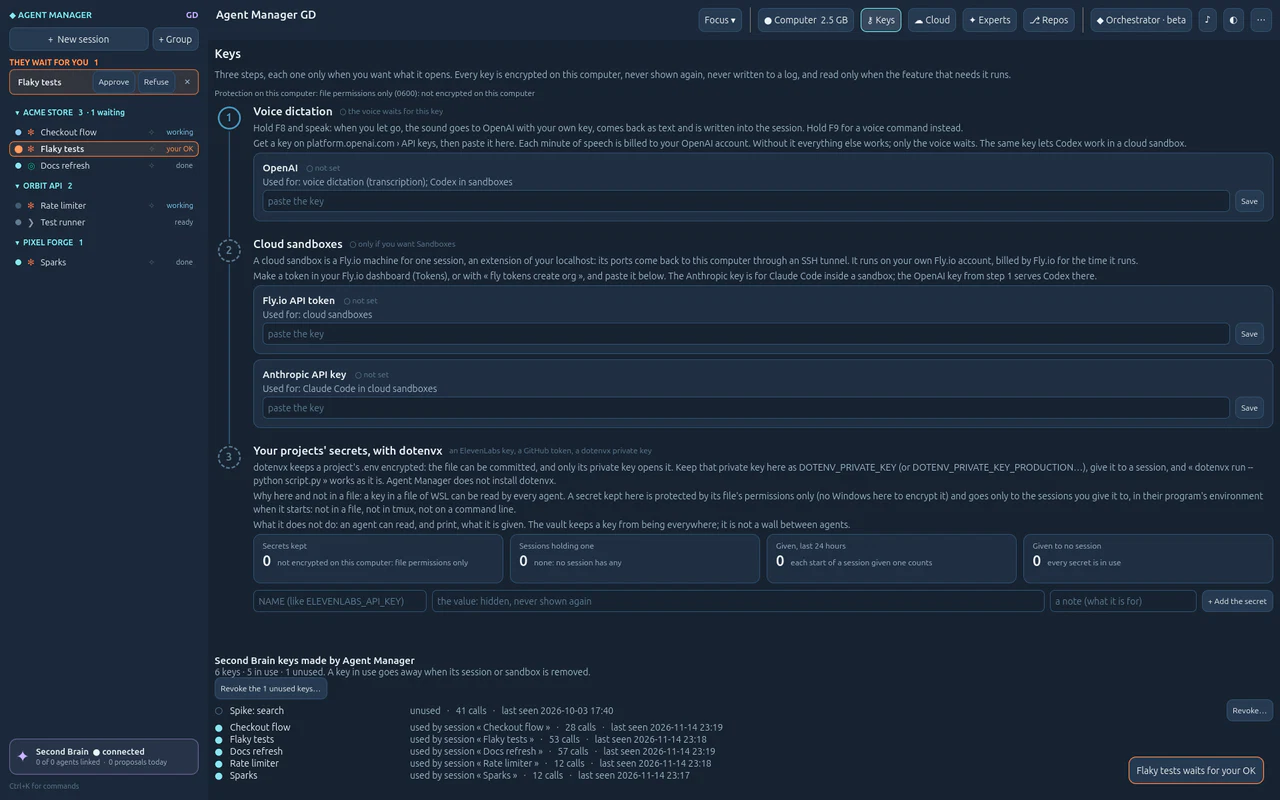 ◆ AGENT MANAGER GD
+ New session
+ Group
THEY WAIT FOR YOU 1
Flaky tests Approve Refuse ×
▾ ACME STORE 3 · 1 waiting
Checkout flow working
Flaky tests your OK
Docs refresh done
▾ ORBIT API 2
Rate limiter working
❯ Test runner ready
▾ PIXEL FORGE 1
Sparks done
Second Brain ● connected
0 of 0 agents linked · 0 proposals today
Ctrl+K for commands
Agent Manager GD
Focus ▾
● Computer 2.5 GB
Keys
☁ Cloud
✦ Experts
Repos
◆ Orchestrator · beta
♪
◐
⋯
Keys
Three steps, each one only when you want what it opens. Every key is encrypted on this computer, never shown again, never written to a log, and read only when the feature that needs it runs.
Protection on this computer: file permissions only (0600): not encrypted on this computer
1
Voice dictation ○ the voice waits for this key
Hold F8 and speak: when you let go, the sound goes to OpenAI with your own key, comes back as text and is written into the session. Hold F9 for a voice command instead.
Get a key on platform.openai.com › API keys, then paste it here. Each minute of speech is billed to your OpenAI account. Without it everything else works; only the voice waits. The same key lets Codex work in a cloud sandbox.
OpenAI ○ not set
Used for: voice dictation (transcription); Codex in sandboxes
paste the key
Save
2
Cloud sandboxes ○ only if you want Sandboxes
A cloud sandbox is a Fly.io machine for one session, an extension of your localhost: its ports come back to this computer through an SSH tunnel. It runs on your own Fly.io account, billed by Fly.io for the time it runs.
Make a token in your Fly.io dashboard (Tokens), or with « fly tokens create org », and paste it below. The Anthropic key is for Claude Code inside a sandbox; the OpenAI key from step 1 serves Codex there.
Fly.io API token ○ not set
Used for: cloud sandboxes
paste the key
Save
Anthropic API key ○ not set
Used for: Claude Code in cloud sandboxes
paste the key
Save
3
Your projects' secrets, with dotenvx an ElevenLabs key, a GitHub token, a dotenvx private key
dotenvx keeps a project's .env encrypted: the file can be committed, and only its private key opens it. Keep that private key here as DOTENV_PRIVATE_KEY (or DOTENV_PRIVATE_KEY_PRODUCTION…), give it to a session, and « dotenvx run --
python script.py » works as it is. Agent Manager does not install dotenvx.
Why here and not in a file: a key in a file of WSL can be read by every agent. A secret kept here is protected by its file's permissions only (no Windows here to encrypt it) and goes only to the sessions you give it to, in their program's environment
when it starts: not in a file, not in tmux, not on a command line.
What it does not do: an agent can read, and print, what it is given. The vault keeps a key from being everywhere; it is not a wall between agents.
Secrets kept
0 not encrypted on this computer: file permissions only
Sessions holding one
0 none: no session has any
Given, last 24 hours
0 each start of a session given one counts
Given to no session
0 every secret is in use
NAME (like ELEVENLABS_API_KEY)
the value: hidden, never shown again
a note (what it is for)
+ Add the secret
Second Brain keys made by Agent Manager
6 keys · 5 in use · 1 unused. A key in use goes away when its session or sandbox is removed.
Revoke the 1 unused keys…
Spike: search unused · 41 calls · last seen 2026-10-03 17:40 Revoke…
Checkout flow used by session « Checkout flow » · 28 calls · last seen 2026-11-14 23:19
Flaky tests used by session « Flaky tests » · 53 calls · last seen 2026-11-14 23:18
Docs refresh used by session « Docs refresh » · 57 calls · last seen 2026-11-14 23:19
Rate limiter used by session « Rate limiter » · 12 calls · last seen 2026-11-14 23:18
Sparks used by session « Sparks » · 12 calls · last seen 2026-11-14 23:17
Flaky tests waits for your OK